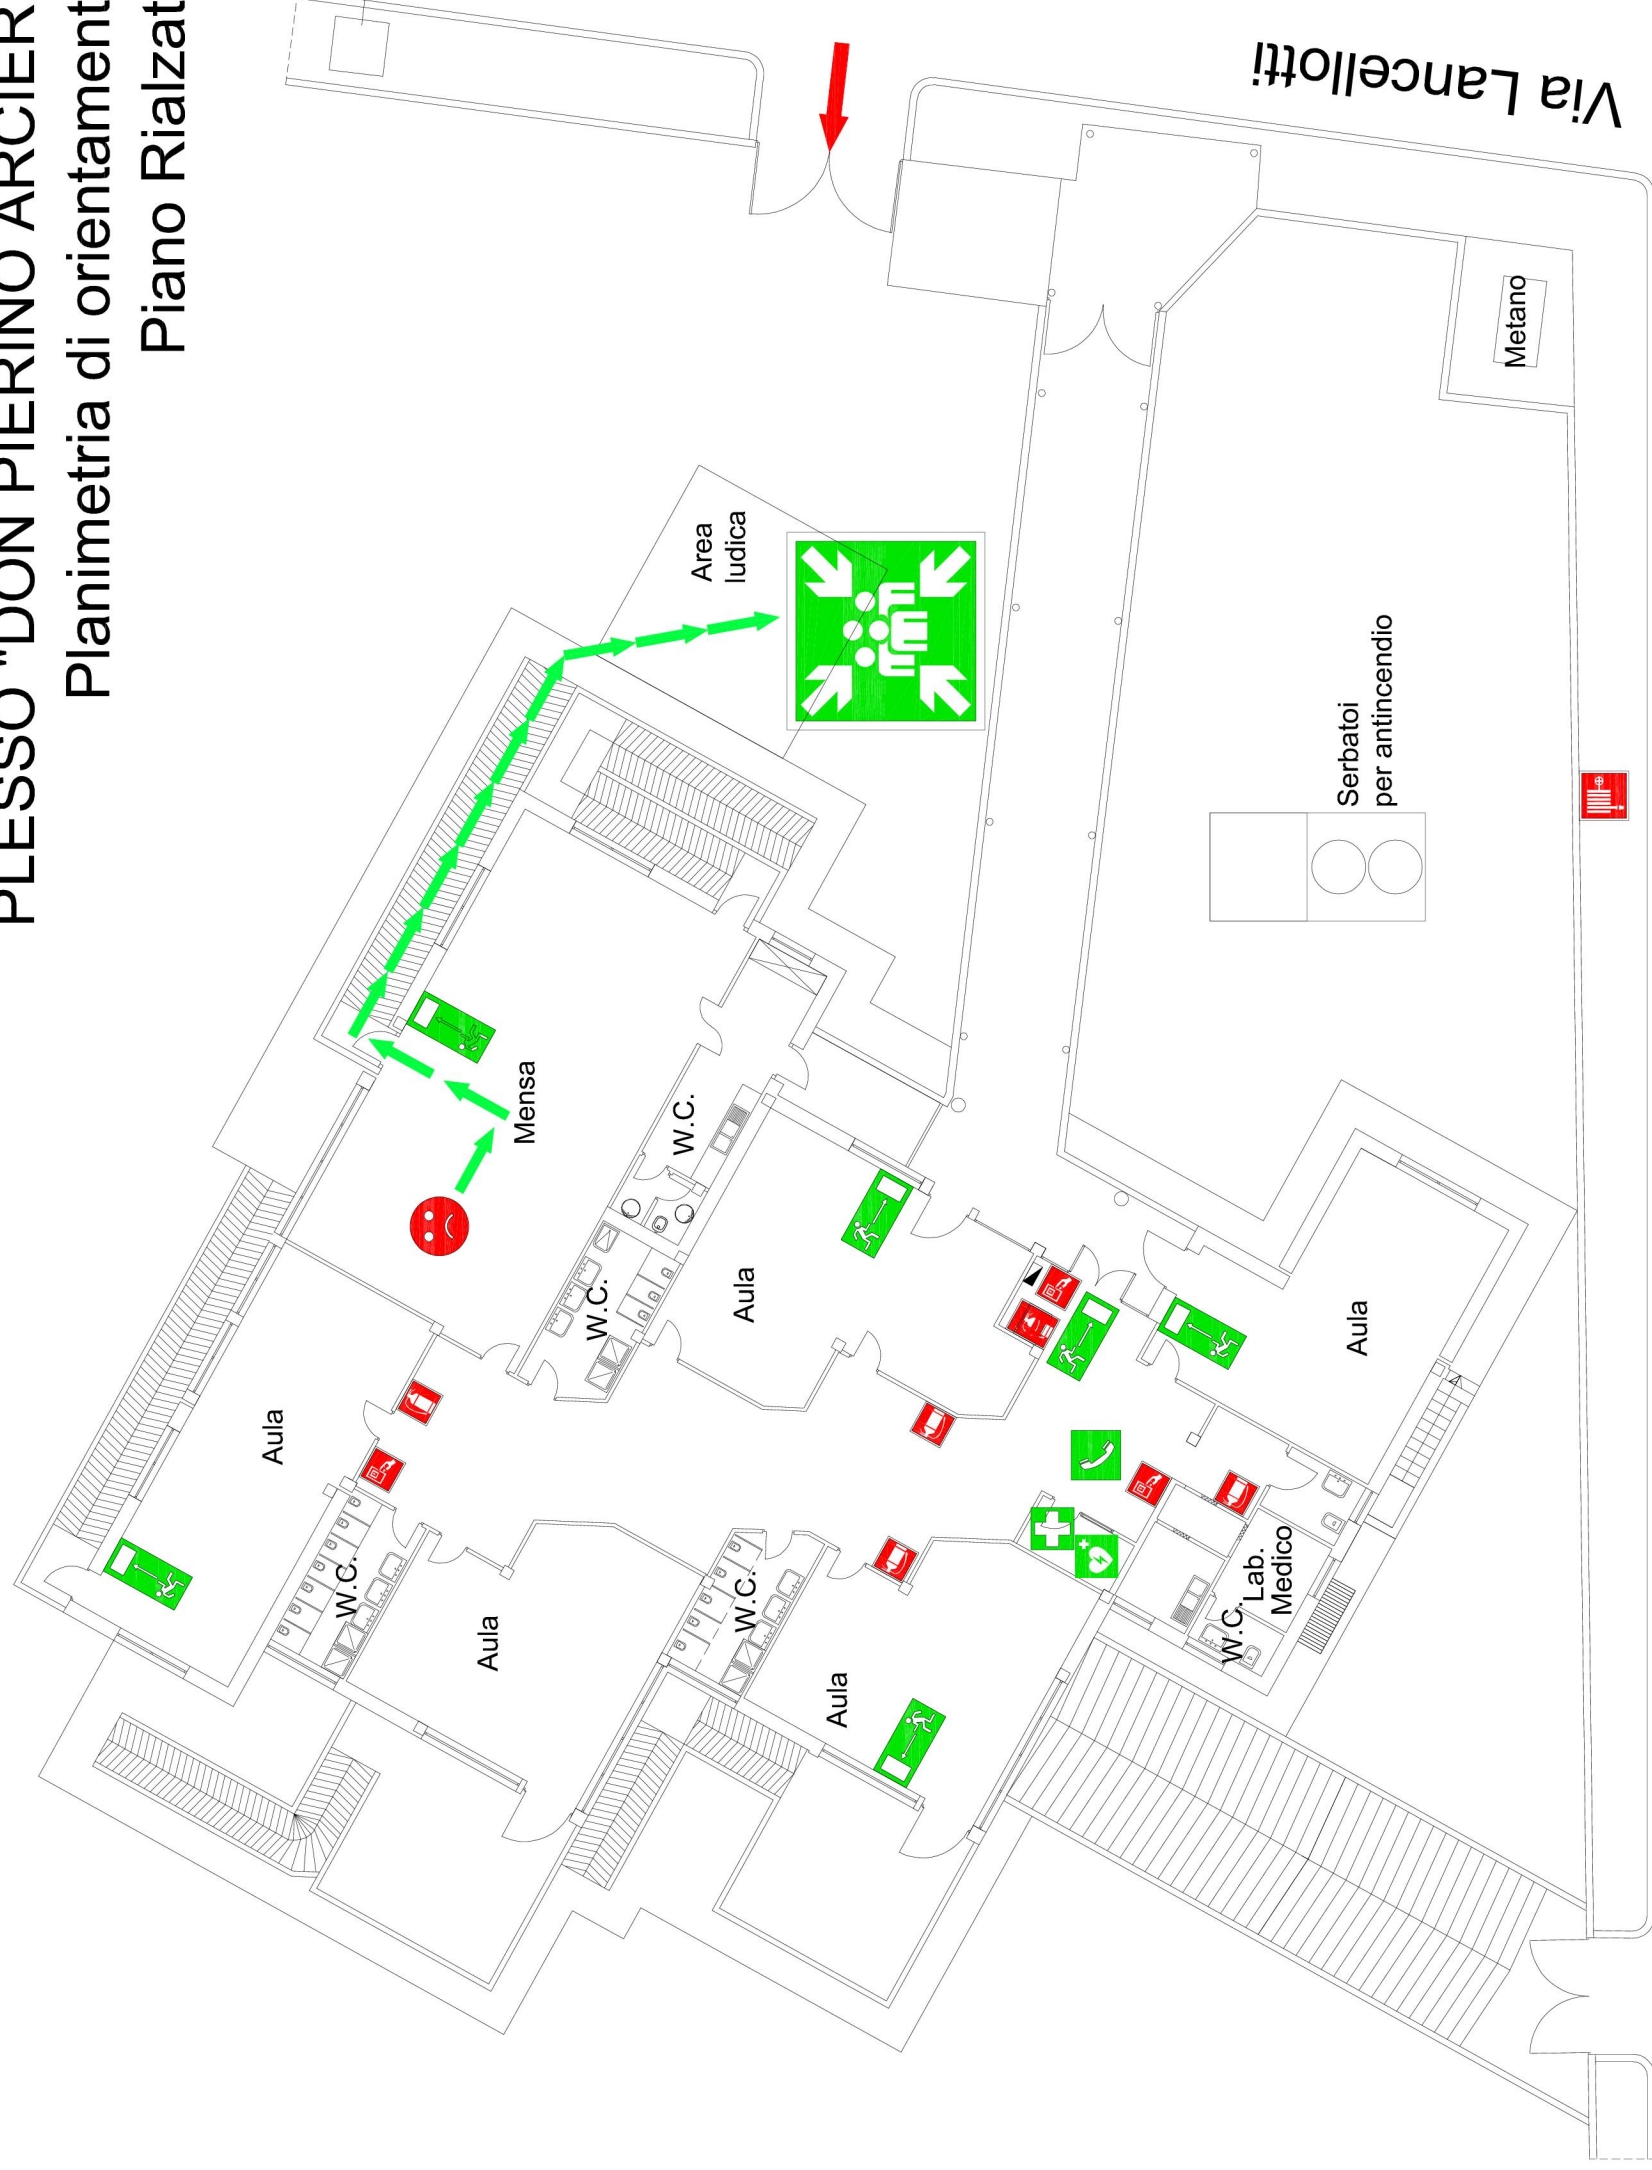 PLESSO "DON PIERINO ARCIER
Planimetria di orientament
Piano Rialzat
Via Lancellotti
Metano
Area
ludica
Serbatoi
per antincendio
Mensa
W.C.
W.C.
Aula
Aula
Aula
W.C.
Aula
W.C.
Aula
W.C.
Lab.
Medico